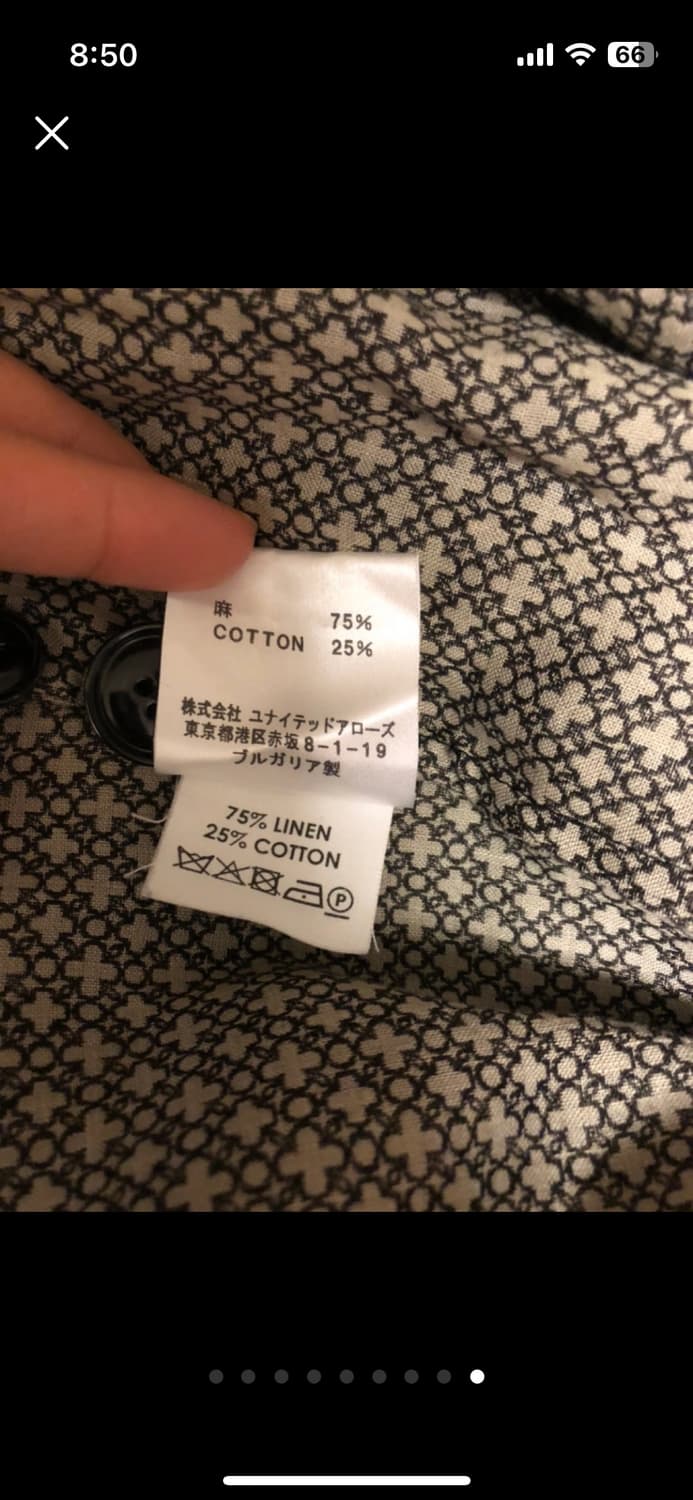 8:50
66
麻 75%
COTTON 25%
株式会社 ユナイテッドアローズ
東京都港区赤坂8-1-19
ブルガリア製
75% LINEN
25% COTTON
P